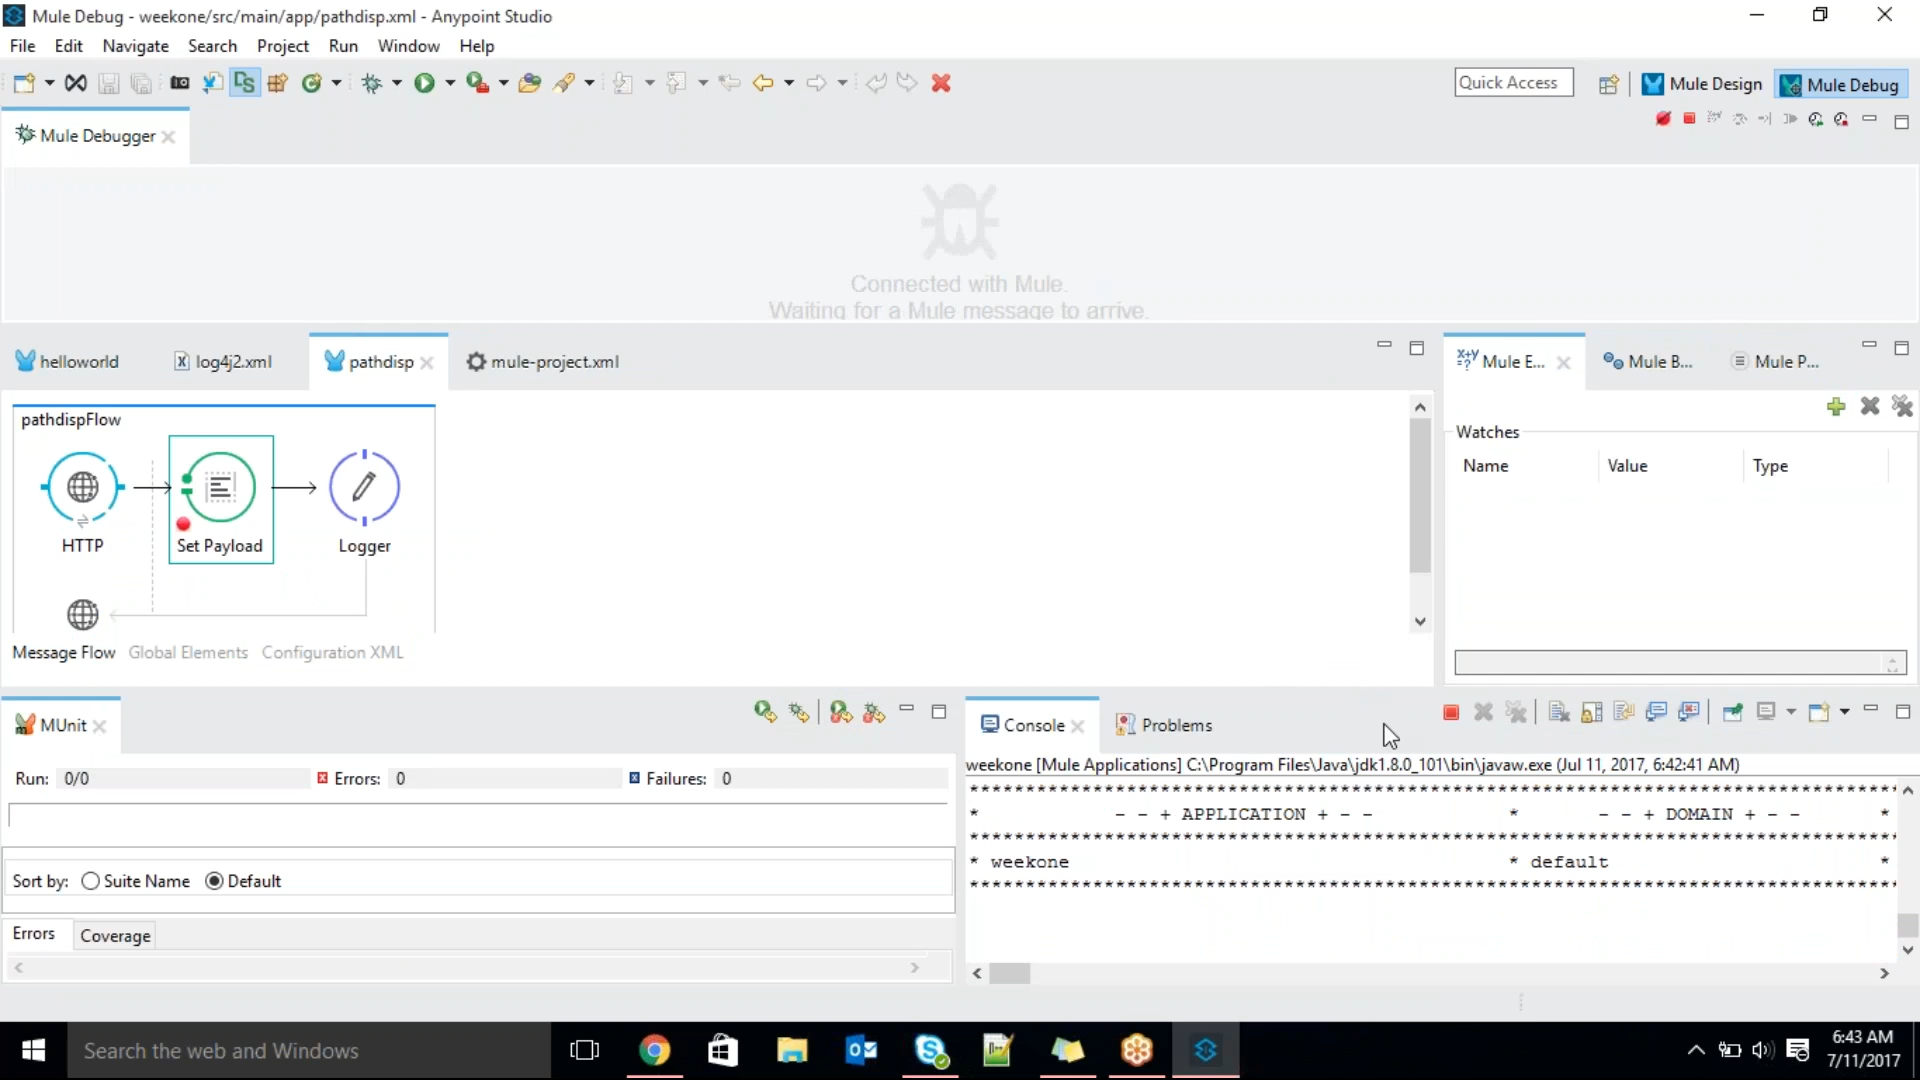 Mule Debug - weekone/src/main/app/pathdisp.xml - Anypoint Studio
File Edit Navigate Search Project Run Window Help
Quick Access
Mule Design
Mule Debug
Mule Debugger
Connected with Mule.
Waiting for a Mule message to arrive.
helloworld
log4j2.xml
pathdisp
mule-project.xml
Mule E...
Mule B...
Mule P...
pathdispFlow
HTTP
Set Payload
Logger
Message Flow Global Elements Configuration XML
Watches
Name Value Type
MUnit
Run: 0/0 Errors: 0 Failures: 0
Sort by: Suite Name Default
Errors Coverage
Console
Problems
weekone [Mule Applications] C:\Program Files\Java\jdk1.8.0_101\bin\javaw.exe (Jul 11, 2017, 6:42:41 AM)
* - - + APPLICATION + - - * - - + DOMAIN + - - *
* weekone * default *
Search the web and Windows
6:43 AM
7/11/2017